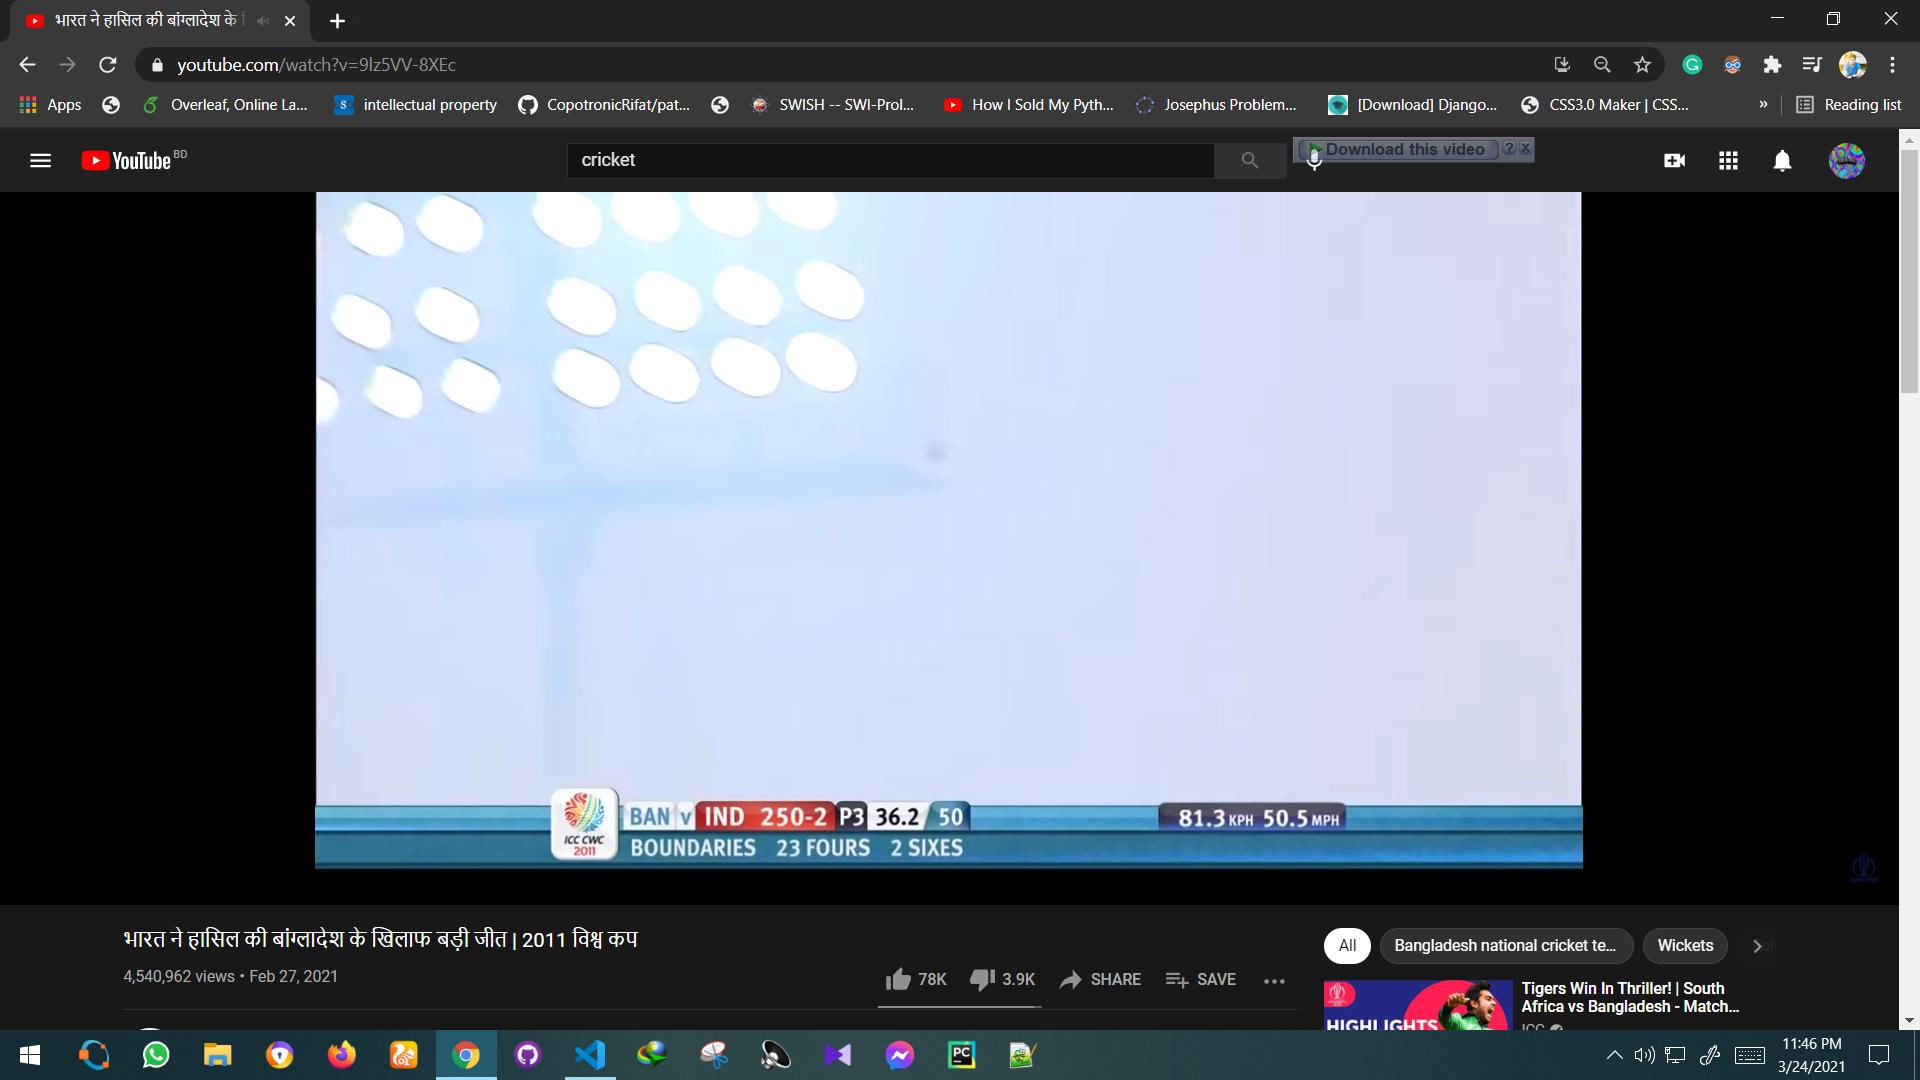 भारत ने हासिल की बांग्लादेश के
youtube.com/watch?v=9lz5VV-8XEc
Apps
Overleaf, Online La...
intellectual property
CopotronicRifat/pat...
SWISH -- SWI-Prol...
How I Sold My Pyth...
Josephus Problem...
[Download] Django...
CSS3.0 Maker | CSS...
»
Reading list
YouTube BD
cricket
Download this video
BAN v IND 250-2 P3 36.2 50
81.3 KPH 50.5 MPH
ICC CWC
2011
BOUNDARIES 23 FOURS 2 SIXES
भारत ने हासिल की बांग्लादेश के खिलाफ बड़ी जीत | 2011 विश्व कप
4,540,962 views • Feb 27, 2021
78K
3.9K
SHARE
SAVE
All
Bangladesh national cricket te...
Wickets
Tigers Win In Thriller! | South
Africa vs Bangladesh - Match...
HIGHLIGHTS
ICC
PC
11:46 PM
3/24/2021